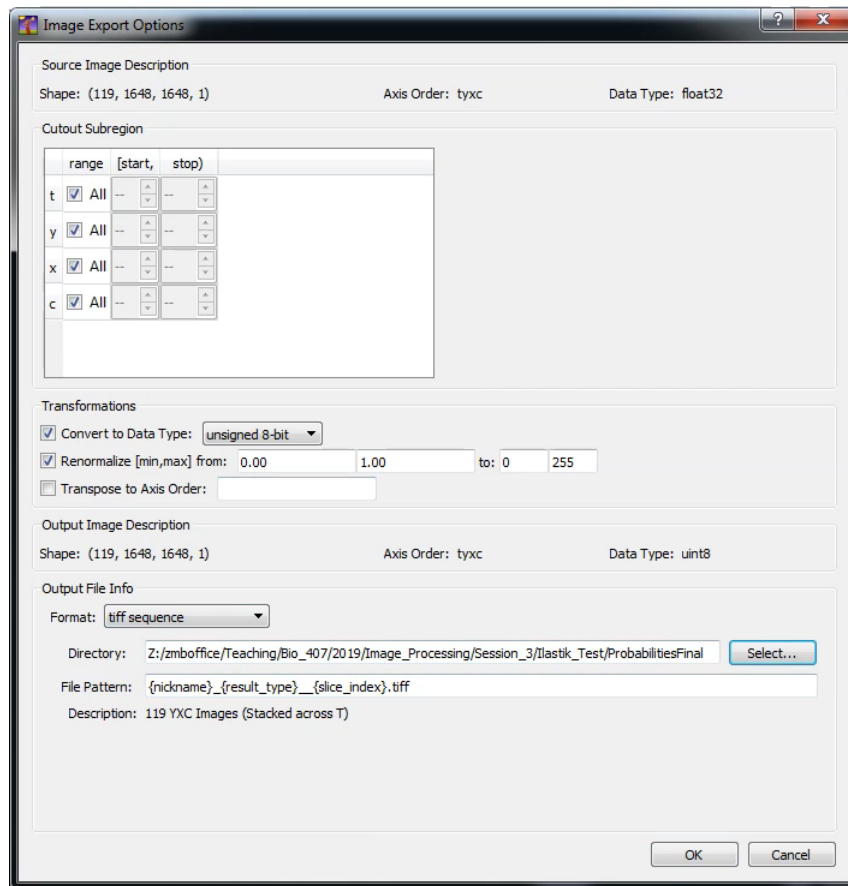 Image Export Options
Source Image Description
Shape: (119, 1648, 1648, 1) Axis Order: tyxc Data Type: float32
Cutout Subregion
range [start, stop)
t All -- --
y All -- --
x All -- --
c All -- --
Transformations
Convert to Data Type: unsigned 8-bit
Renormalize [min,max] from: 0.00 1.00 to: 0 255
Transpose to Axis Order:
Output Image Description
Shape: (119, 1648, 1648, 1) Axis Order: tyxc Data Type: uint8
Output File Info
Format: tiff sequence
Directory: Z:/zmboffice/Teaching/Bio_407/2019/Image_Processing/Session_3/Ilastik_Test/ProbabilitiesFinal Select...
File Pattern: {nickname}_{result_type}__{slice_index}.tiff
Description: 119 YXC Images (Stacked across T)
OK Cancel